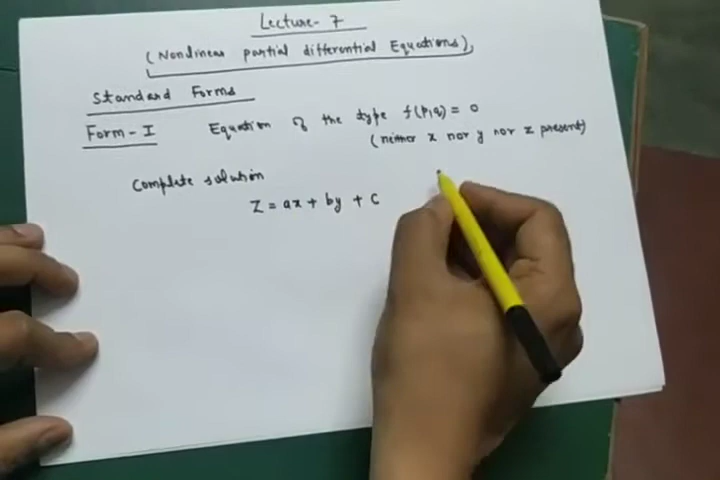 Lecture-7
(Nonlinear partial differential Equations),
Standard Forms
Form-I Equation of the type f(p,q) = 0
(neither x nor y nor z present)
Complete solution
Z = ax + by + c